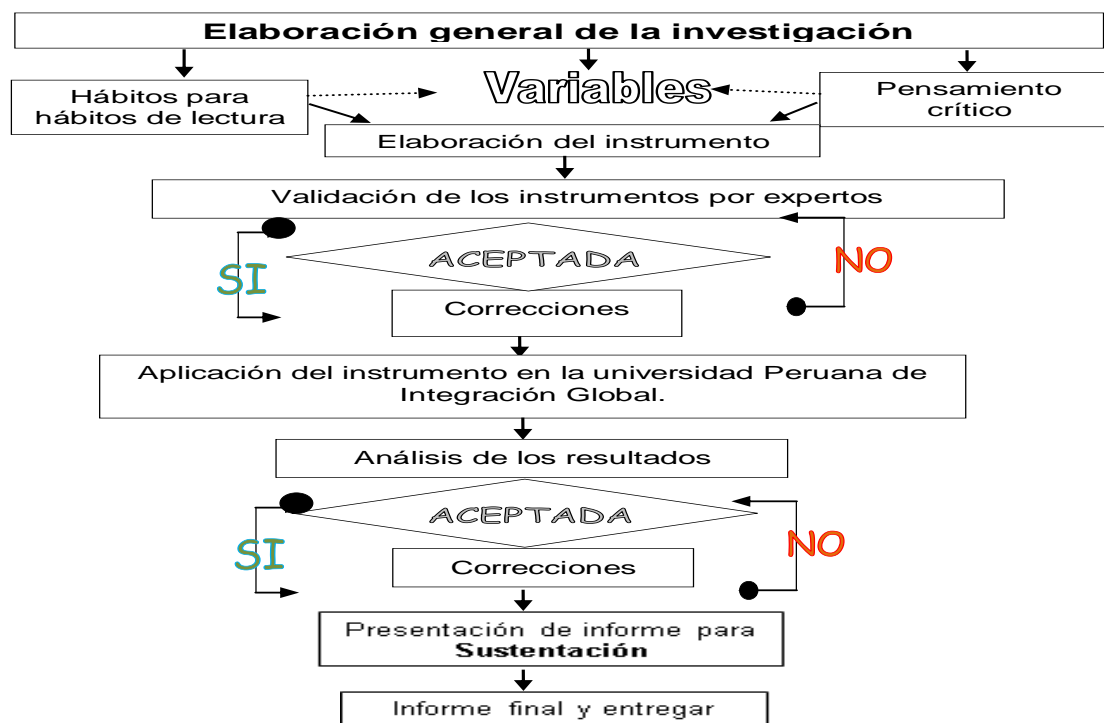 Elaboración general de la investigación
Variables
Hábitos para
hábitos de lectura
Pensamiento
crítico
Elaboración del instrumento
Validación de los instrumentos por expertos
ACEPTADA
SI
NO
Correcciones
Aplicación del instrumento en la universidad Peruana de
Integración Global.
Análisis de los resultados
ACEPTADA
SI
NO
Correcciones
Presentación de informe para
Sustentación
Informe final y entregar